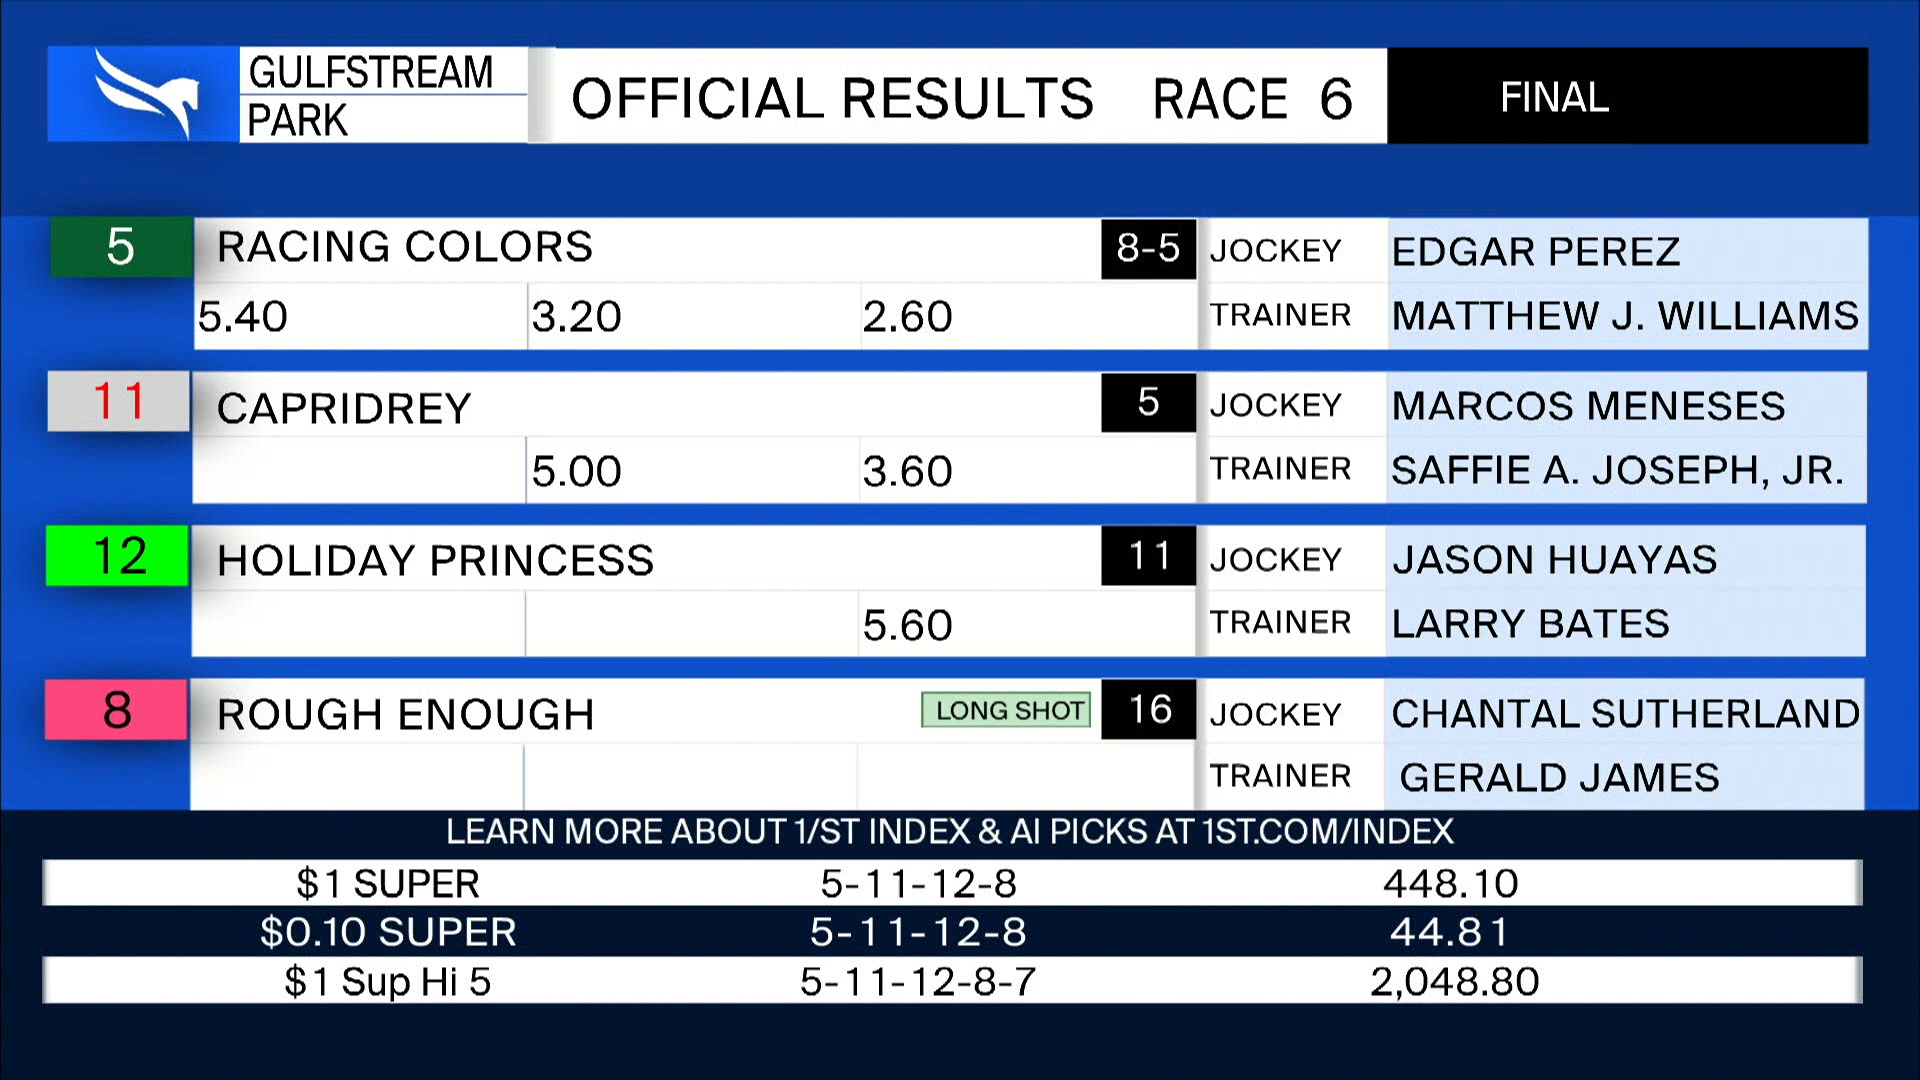 GULFSTREAM
PARK
OFFICIAL RESULTS RACE 6
FINAL
5 RACING COLORS 8-5 JOCKEY EDGAR PEREZ
5.40 3.20 2.60 TRAINER MATTHEW J. WILLIAMS
11 CAPRIDREY 5 JOCKEY MARCOS MENESES
5.00 3.60 TRAINER SAFFIE A. JOSEPH, JR.
12 HOLIDAY PRINCESS 11 JOCKEY JASON HUAYAS
5.60 TRAINER LARRY BATES
8 ROUGH ENOUGH LONG SHOT 16 JOCKEY CHANTAL SUTHERLAND
TRAINER GERALD JAMES
LEARN MORE ABOUT 1/ST INDEX & AI PICKS AT 1ST.COM/INDEX
$1 SUPER 5-11-12-8 448.10
$0.10 SUPER 5-11-12-8 44.81
$1 Sup Hi 5 5-11-12-8-7 2,048.80